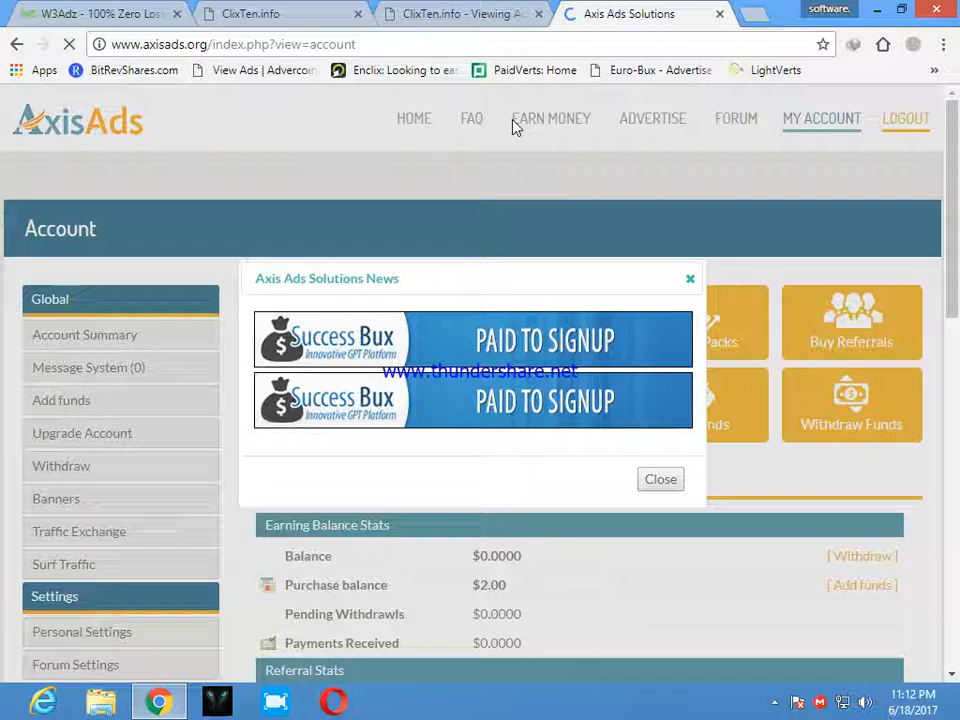 W3Adz - 100% Zero Los
ClixTen.info
ClixTen.info - Viewing A
Axis Ads Solutions
software.
www.axisads.org/index.php?view=account
Apps
BitRevShares.com
View Ads | Advercoin
Enclix: Looking to ea
PaidVerts: Home
Euro-Bux - Advertise
LightVerts
»
AxisAds
HOME
FAQ
EARN MONEY
ADVERTISE
FORUM
MY ACCOUNT
LOGOUT
Account
Global
Account Summary
Message System (0)
Add funds
Upgrade Account
Withdraw
Banners
Traffic Exchange
Surf Traffic
Settings
Personal Settings
Forum Settings
Axis Ads Solutions News
Success Bux
Innovative GPT Platform
PAID TO SIGNUP
www.thundershare.net
Success Bux
Innovative GPT Platform
PAID TO SIGNUP
Close
Packs
Buy Referrals
nds
Withdraw Funds
Earning Balance Stats
Balance $0.0000 [ Withdraw ]
Purchase balance $2.00 [ Add funds ]
Pending Withdrawls $0.0000
Payments Received $0.0000
Referral Stats
11:12 PM
6/18/2017